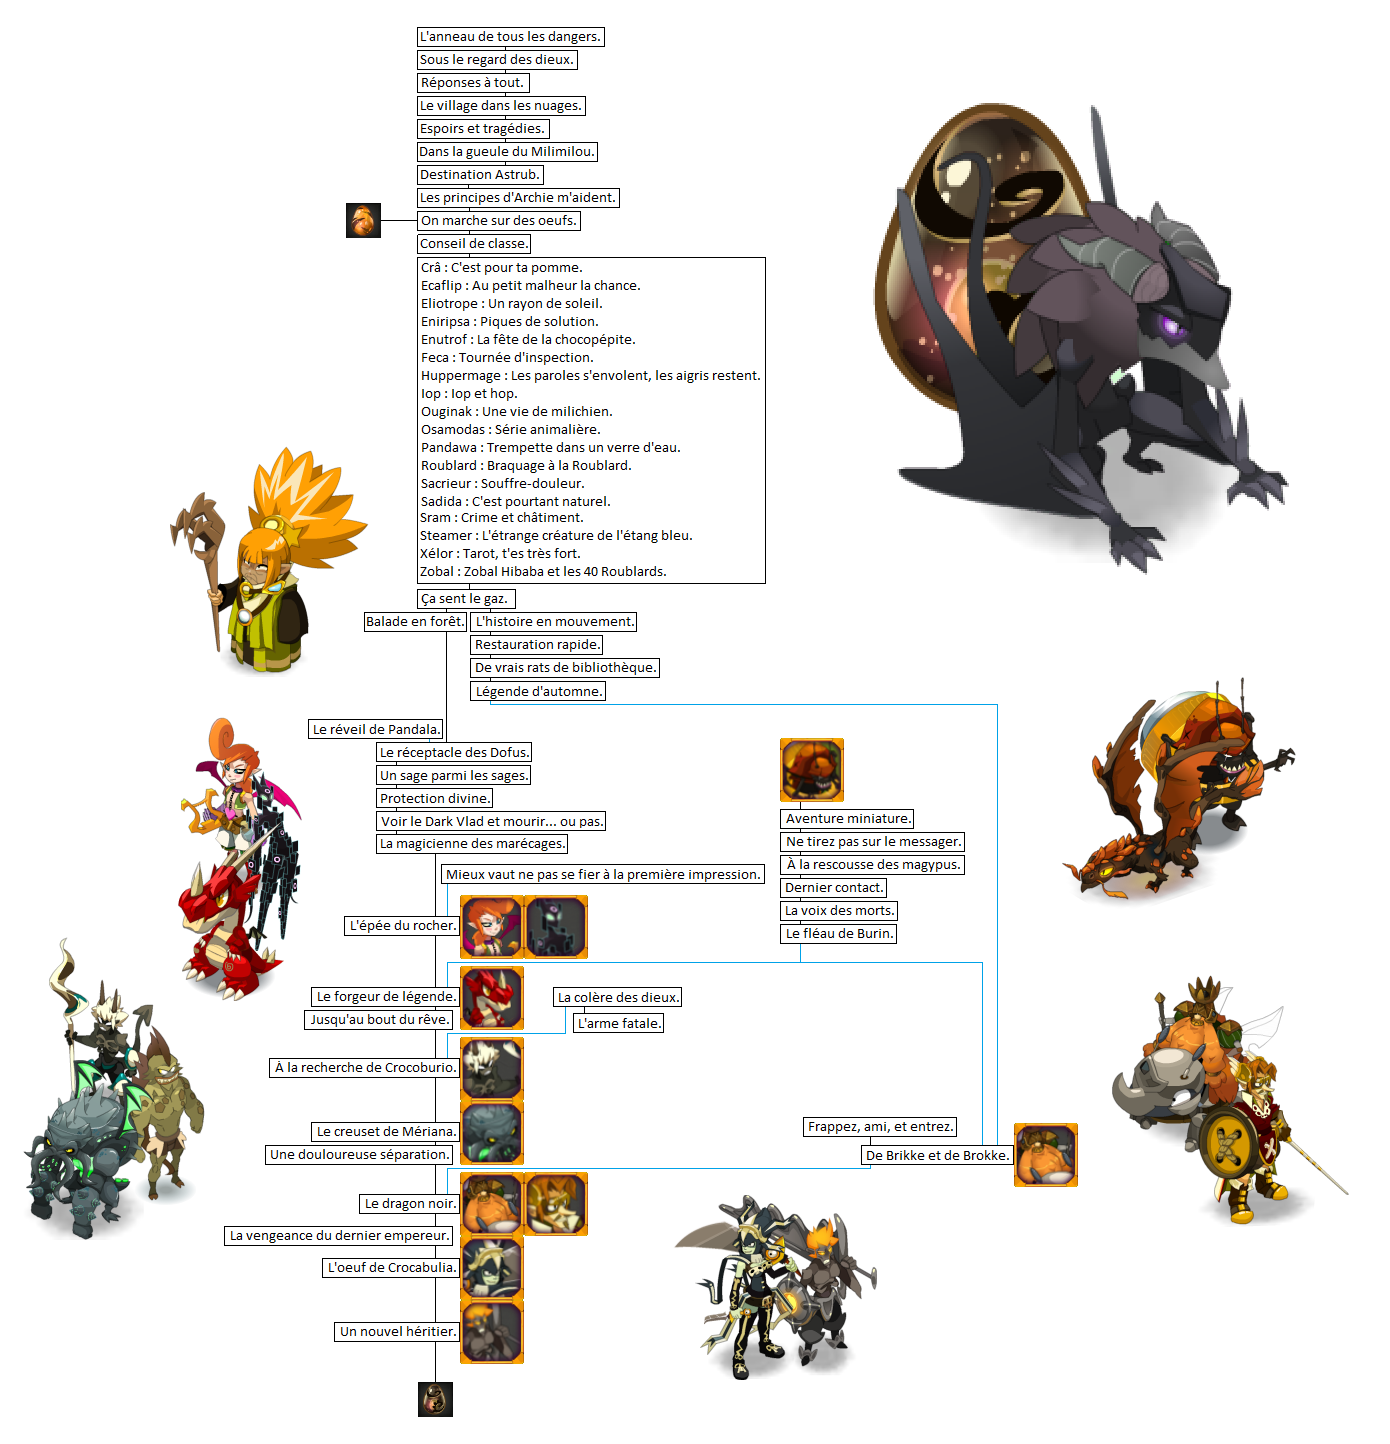 L'anneau de tous les dangers.
Sous le regard des dieux.
Réponses à tout.
Le village dans les nuages.
Espoirs et tragédies.
Dans la gueule du Milimilou.
Destination Astrub.
Les principes d'Archie m'aident.
On marche sur des oeufs.
Conseil de classe.
Crâ : C'est pour ta pomme.
Ecaflip : Au petit malheur la chance.
Eliotrope : Un rayon de soleil.
Eniripsa : Piques de solution.
Enutrof : La fête de la chocopépite.
Feca : Tournée d'inspection.
Huppermage : Les paroles s'envolent, les aigris restent.
Iop : Iop et hop.
Ouginak : Une vie de milichien.
Osamodas : Série animalière.
Pandawa : Trempette dans un verre d'eau.
Roublard : Braquage à la Roublard.
Sacrieur : Souffre-douleur.
Sadida : C'est pourtant naturel.
Sram : Crime et châtiment.
Steamer : L'étrange créature de l'étang bleu.
Xélor : Tarot, t'es très fort.
Zobal : Zobal Hibaba et les 40 Roublards.
Ça sent le gaz.
Balade en forêt.
L'histoire en mouvement.
Restauration rapide.
De vrais rats de bibliothèque.
Légende d'automne.
Le réveil de Pandala.
Le réceptacle des Dofus.
Un sage parmi les sages.
Protection divine.
Voir le Dark Vlad et mourir... ou pas.
La magicienne des marécages.
Aventure miniature.
Ne tirez pas sur le messager.
À la rescousse des magypus.
Dernier contact.
La voix des morts.
Le fléau de Burin.
Mieux vaut ne pas se fier à la première impression.
L'épée du rocher.
Le forgeur de légende.
Jusqu'au bout du rêve.
La colère des dieux.
L'arme fatale.
À la recherche de Crocoburio.
Le creuset de Mériana.
Une douloureuse séparation.
Frappez, ami, et entrez.
De Brikke et de Brokke.
Le dragon noir.
La vengeance du dernier empereur.
L'oeuf de Crocabulia.
Un nouvel héritier.